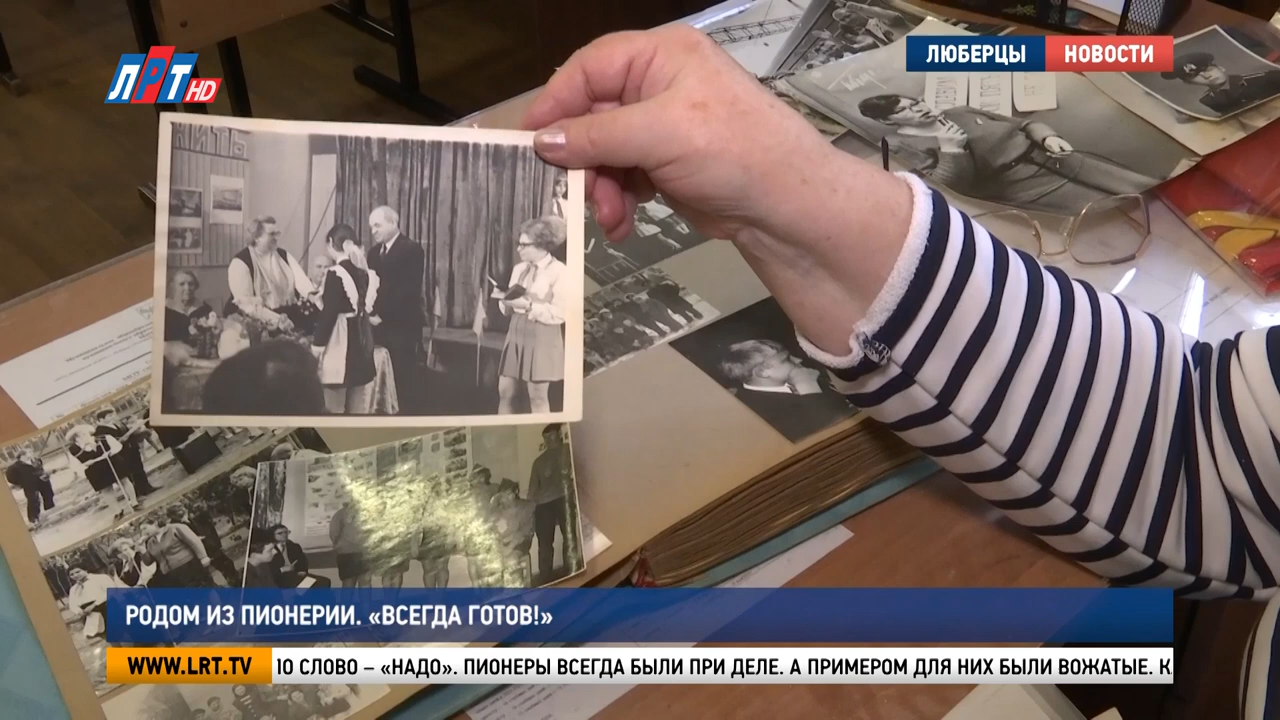 ЛРТ HD
ЛЮБЕРЦЫ НОВОСТИ
РОДОМ ИЗ ПИОНЕРИИ. «ВСЕГДА ГОТОВ!»
WWW.LRT.TV Ю СЛОВО – «НАДО». ПИОНЕРЫ ВСЕГДА БЫЛИ ПРИ ДЕЛЕ. А ПРИМЕРОМ ДЛЯ НИХ БЫЛИ ВОЖАТЫЕ. К